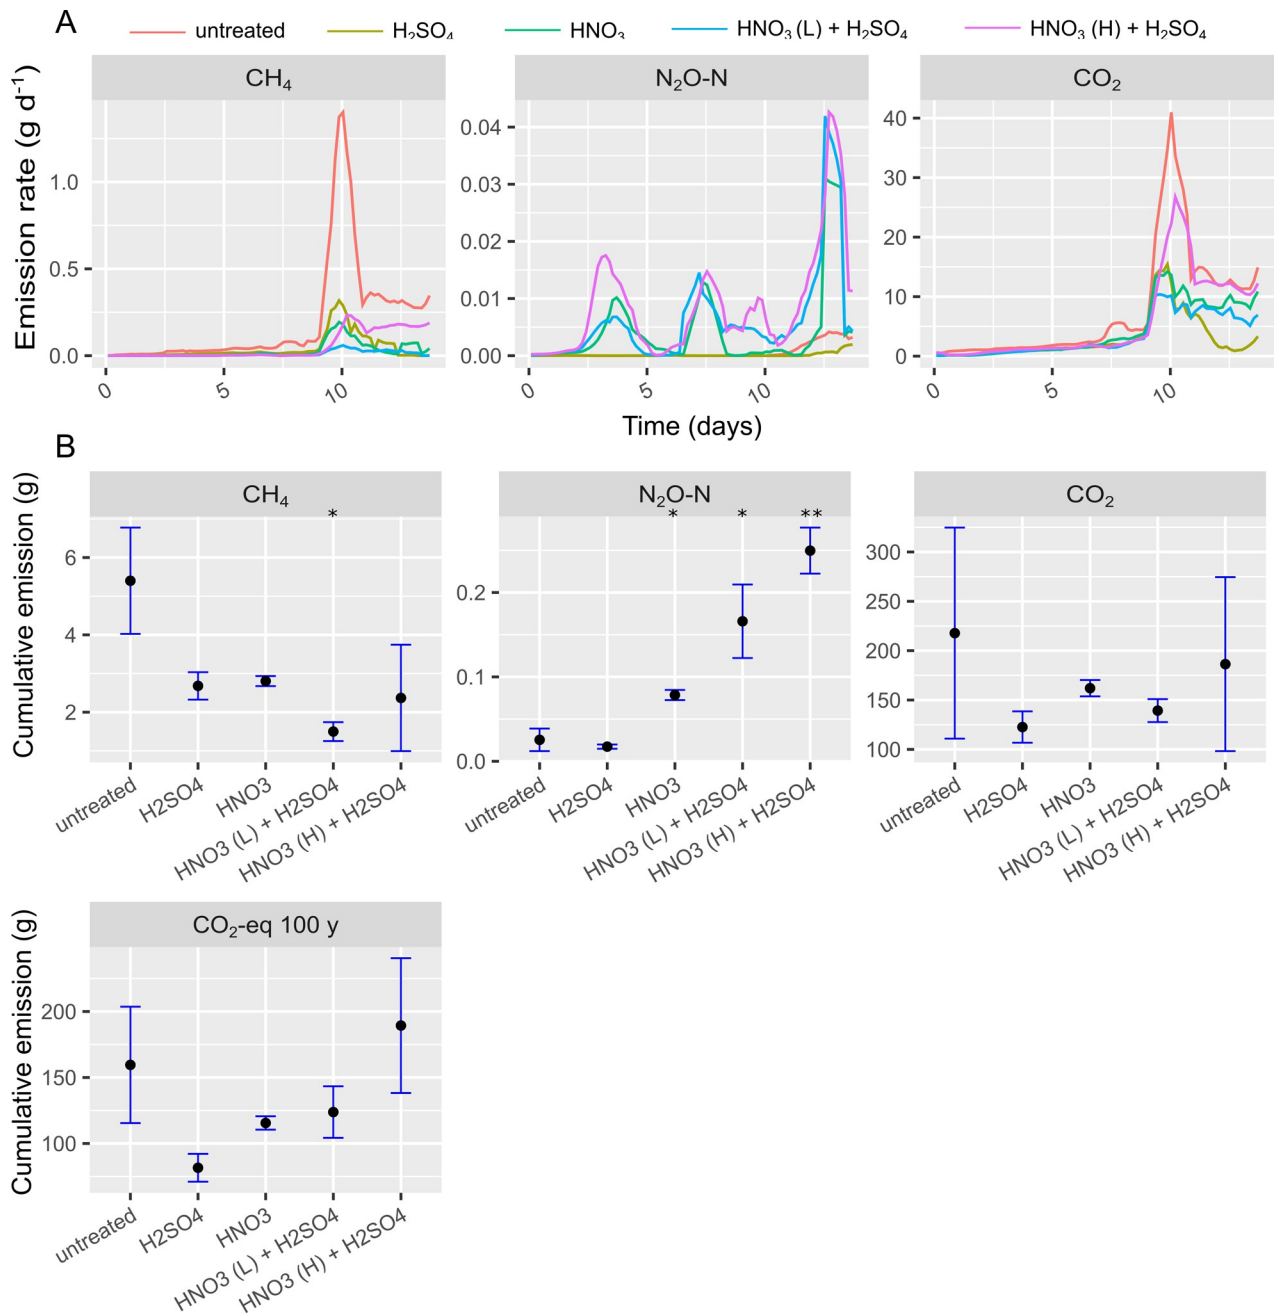 A
untreated H₂SO₄ HNO₃ HNO₃ (L) + H₂SO₄ HNO₃ (H) + H₂SO₄
CH₄ N₂O-N CO₂
Emission rate (g d⁻¹)
1.0
0.5
0.0
0.04
0.03
0.02
0.01
0.00
40
30
20
10
0
0 5 10 0 5 10 0 5 10
Time (days)
B
CH₄ N₂O-N CO₂
* * * **
Cumulative emission (g)
6
4
2
0.2
0.1
0.0
300
250
200
150
100
untreated H2SO4 HNO3 HNO3 (L) + H2SO4 HNO3 (H) + H2SO4
untreated H2SO4 HNO3 HNO3 (L) + H2SO4 HNO3 (H) + H2SO4
untreated H2SO4 HNO3 HNO3 (L) + H2SO4 HNO3 (H) + H2SO4
CO₂-eq 100 y
Cumulative emission (g)
200
150
100
untreated H2SO4 HNO3 HNO3 (L) + H2SO4 HNO3 (H) + H2SO4